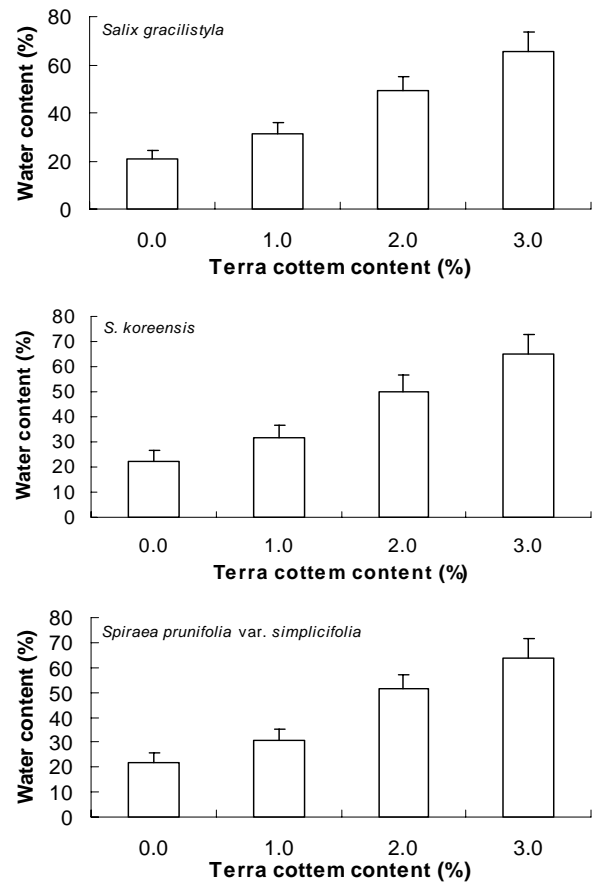 Salix gracilistyla
Water content (%)
80
60
40
20
0
0.0 1.0 2.0 3.0
Terra cottem content (%)
S. koreensis
Water content (%)
80
70
60
50
40
30
20
10
0
0.0 1.0 2.0 3.0
Terra cottem content (%)
Spiraea prunifolia var. simplicifolia
Water content (%)
80
70
60
50
40
30
20
10
0
0.0 1.0 2.0 3.0
Terra cottem content (%)